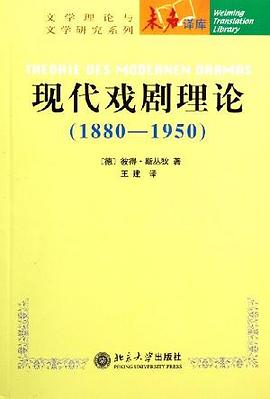 文学理论与
文学研究系列
未名译库
Weiming
Translation
Library
THEORIE DES MODERNEN DRAMAS
现代戏剧理论
(1880—1950)
[德] 彼得·斯丛狄 著
王建 译
北京大学出版社
PEKING UNIVERSITY PRESS